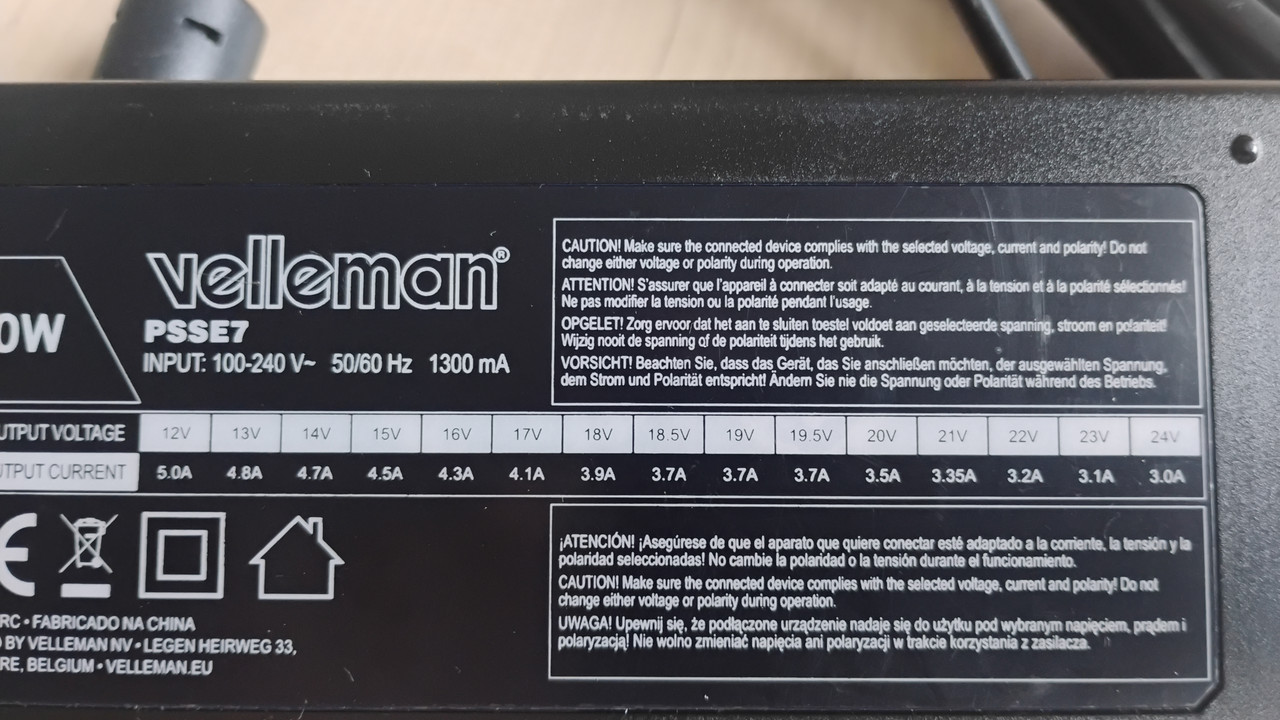 0W
velleman®
PSSE7
INPUT: 100-240 V~ 50/60 Hz 1300 mA
CAUTION! Make sure the connected device complies with the selected voltage, current and polarity! Do not
change either voltage or polarity during operation.
ATTENTION! S'assurer que l'appareil à connecter soit adapté au courant, à la tension et à la polarité sélectionnés!
Ne pas modifier la tension ou la polarité pendant l'usage.
OPGELET! Zorg ervoor dat het aan te sluiten toestel voldoet aan geselecteerde spanning, stroom en polariteit!
Wijzig nooit de spanning of de polariteit tijdens het gebruik.
VORSICHT! Beachten Sie, dass das Gerät, das Sie anschließen möchten, der ausgewählten Spannung,
dem Strom und Polarität entspricht! Ändern Sie nie die Spannung oder Polarität während des Betriebs.
UTPUT VOLTAGE 12V 13V 14V 15V 16V 17V 18V 18.5V 19V 19.5V 20V 21V 22V 23V 24V
UTPUT CURRENT 5.0A 4.8A 4.7A 4.5A 4.3A 4.1A 3.9A 3.7A 3.7A 3.7A 3.5A 3.35A 3.2A 3.1A 3.0A
CE
RC • FABRICADO NA CHINA
D BY VELLEMAN NV • LEGEN HEIRWEG 33,
RE, BELGIUM • VELLEMAN.EU
¡ATENCIÓN! ¡Asegúrese de que el aparato que quiere conectar esté adaptado a la corriente, la tensión y la
polaridad seleccionadas! No cambie la polaridad o la tensión durante el funcionamiento.
CAUTION! Make sure the connected device complies with the selected voltage, current and polarity! Do not
change either voltage or polarity during operation.
UWAGA! Upewnij się, że podłączone urządzenie nadaje się do użytku pod wybranym napięciem, prądem i
polaryzacją! Nie wolno zmieniać napięcia ani polaryzacji w trakcie korzystania z zasilacza.